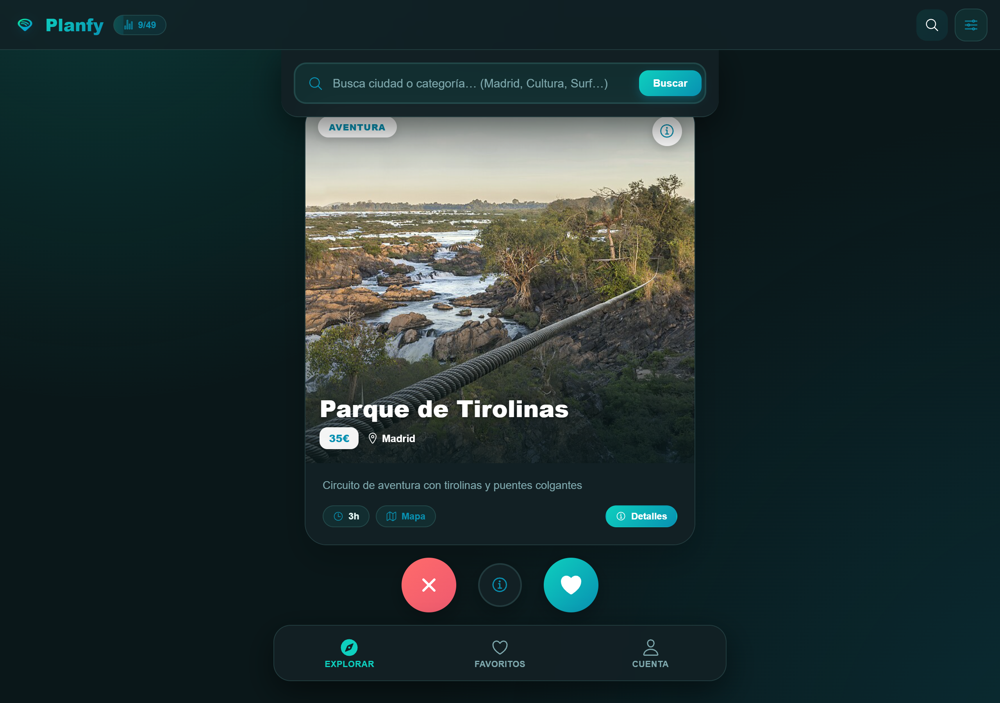 Planfy
9/49
Busca ciudad o categoría… (Madrid, Cultura, Surf…)
Buscar
AVENTURA
Parque de Tirolinas
35€
Madrid
Circuito de aventura con tirolinas y puentes colgantes
3h
Mapa
Detalles
EXPLORAR
FAVORITOS
CUENTA